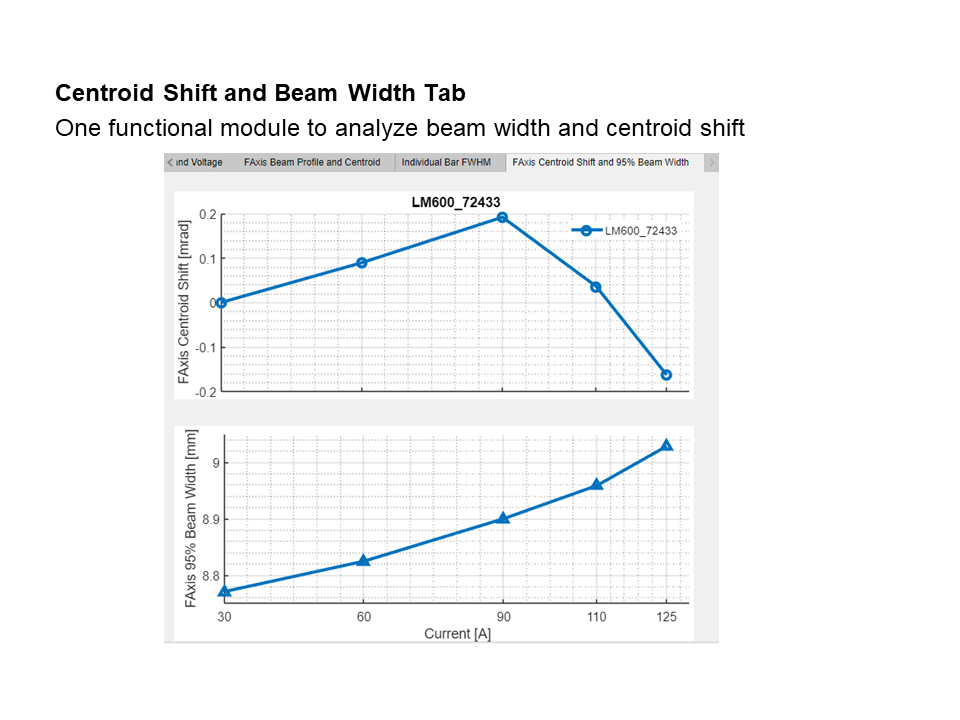 Centroid Shift and Beam Width Tab
One functional module to analyze beam width and centroid shift
nd Voltage
FAxis Beam Profile and Centroid
Individual Bar FWHM
FAxis Centroid Shift and 95% Beam Width
LM600_72433
LM600_72433
FAxis Centroid Shift [mrad]
0.2
0.1
0
-0.1
-0.2
FAxis 95% Beam Width [mm]
9
8.9
8.8
30 60 90 110 125
Current [A]